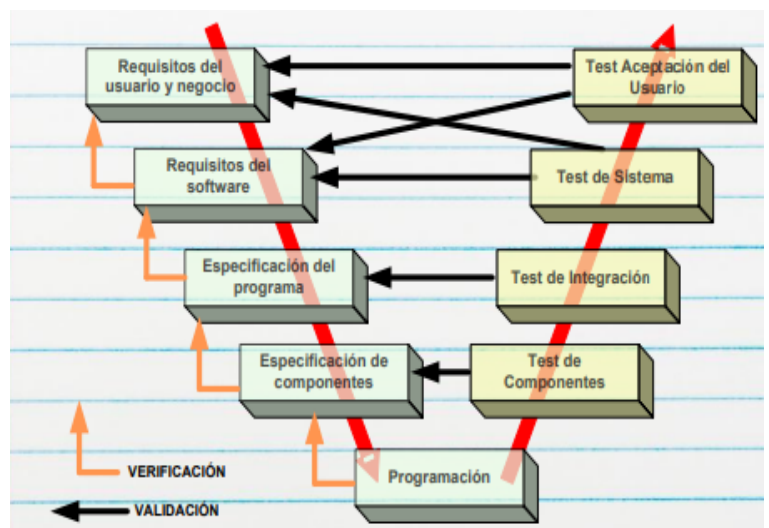 Requisitos del
usuario y negocio
Test Aceptación del
Usuario
Requisitos del
software
Test de Sistema
Especificación del
programa
Test de Integración
Especificación de
componentes
Test de
Componentes
Programación
VERIFICACIÓN
VALIDACIÓN